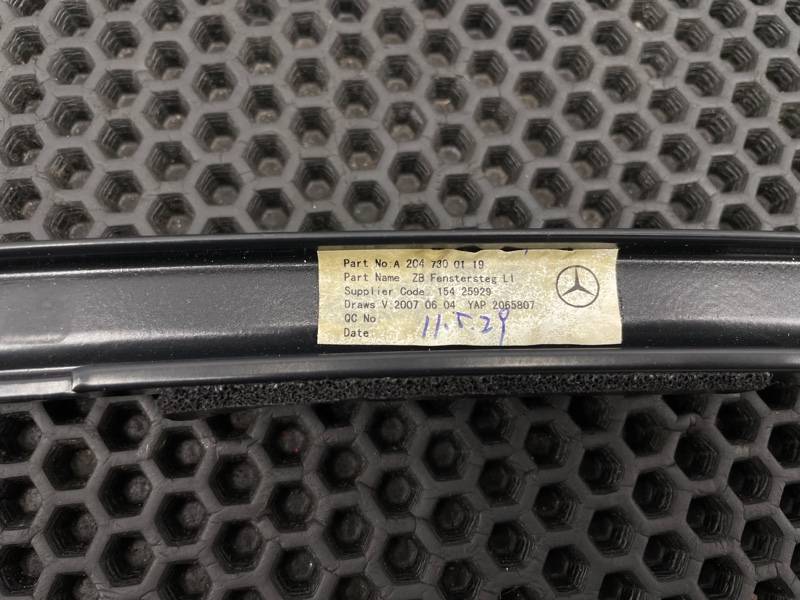 Part No.A 204 730 01 19
Part Name ZB Fenstersteg LI
Supplier Code 154 25929
Draws V 2007 06 04 YAP 2065807
QC No
Date
11.5.29